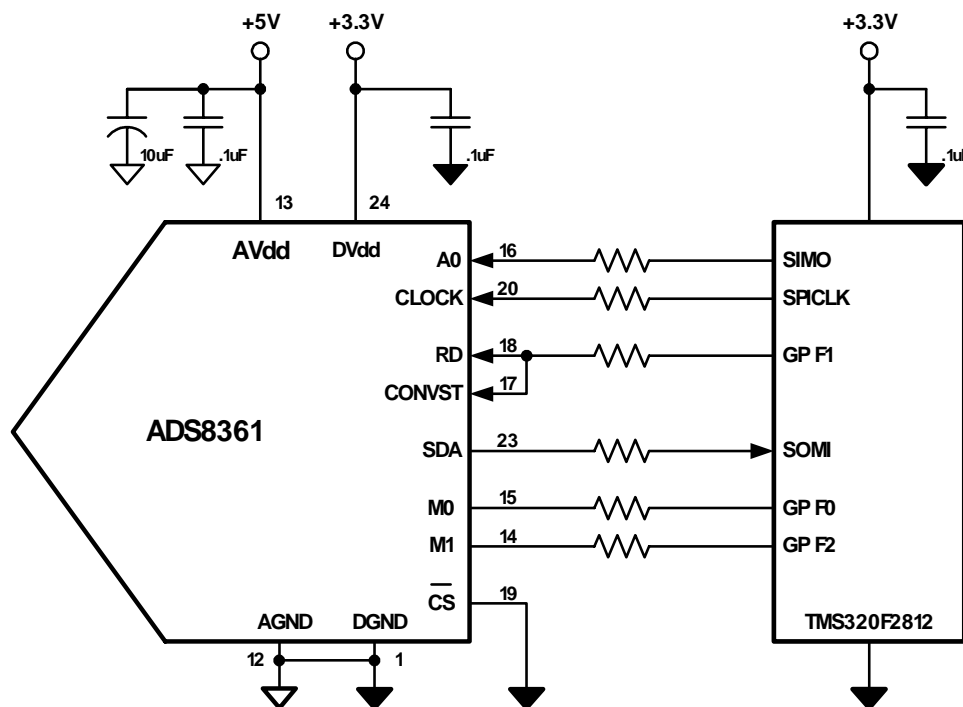 +5V
+3.3V
+3.3V
10uF
.1uF
.1uF
.1uF
13
24
AVdd
DVdd
A0
16
SIMO
CLOCK
20
SPICLK
RD
18
GP F1
CONVST
17
ADS8361
SDA
23
SOMI
M0
15
GP F0
M1
14
GP F2
CS
19
AGND
DGND
TMS320F2812
12
1